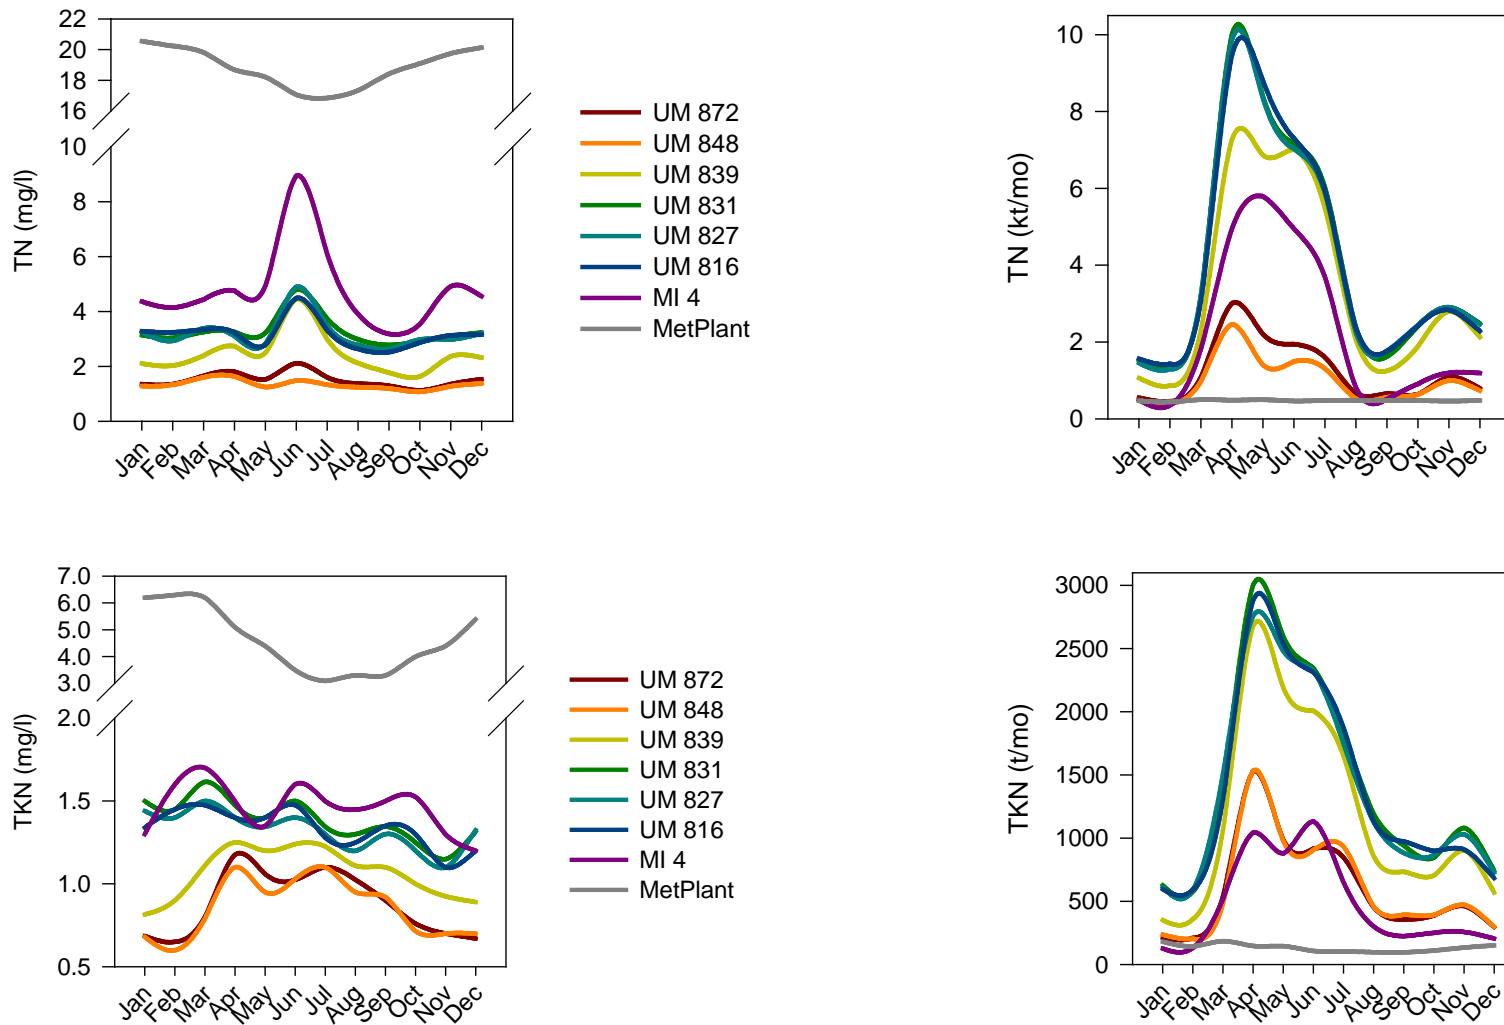 TN (mg/l)
22
20
18
16
10
8
6
4
2
0
Jan
Feb
Mar
Apr
May
Jun
Jul
Aug
Sep
Oct
Nov
Dec
UM 872
UM 848
UM 839
UM 831
UM 827
UM 816
MI 4
MetPlant
TN (kt/mo)
10
8
6
4
2
0
Jan
Feb
Mar
Apr
May
Jun
Jul
Aug
Sep
Oct
Nov
Dec
TKN (mg/l)
7.0
6.0
5.0
4.0
3.0
2.0
1.5
1.0
0.5
Jan
Feb
Mar
Apr
May
Jun
Jul
Aug
Sep
Oct
Nov
Dec
UM 872
UM 848
UM 839
UM 831
UM 827
UM 816
MI 4
MetPlant
TKN (t/mo)
3000
2500
2000
1500
1000
500
0
Jan
Feb
Mar
Apr
May
Jun
Jul
Aug
Sep
Oct
Nov
Dec